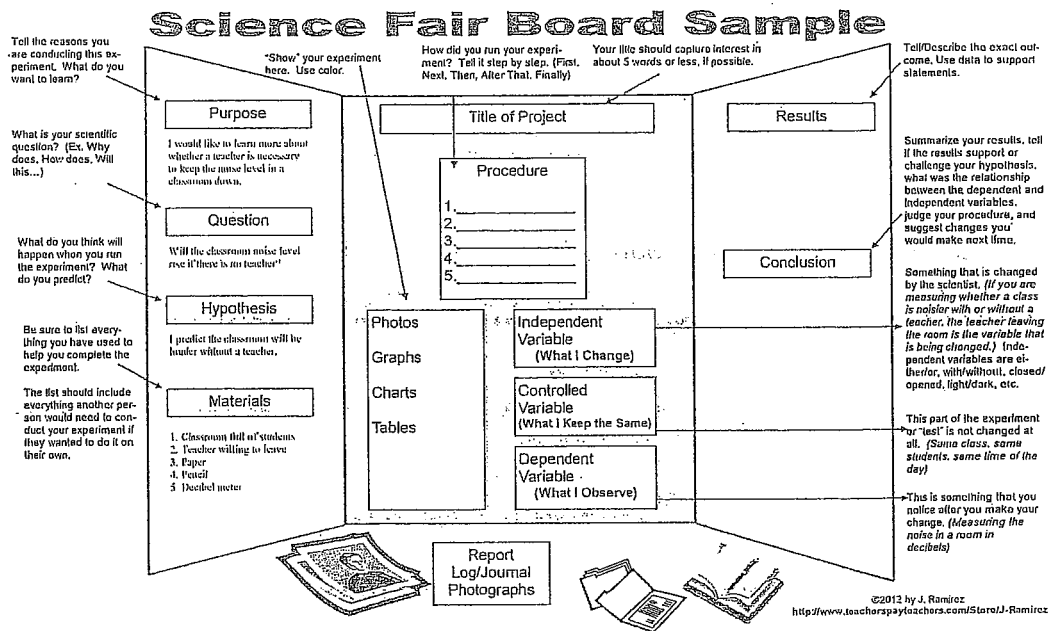 Science Fair Board Sample
Tell the reasons you
are conducting this ex-
periment. What do you
want to learn?
"Show" your experiment
here. Use color.
How did you run your experi-
ment? Tell it step by step. (First,
Next, Then, After That, Finally)
Your title should capture interest in
about 5 words or less, if possible.
Tell/Describe the exact out-
come. Use data to support
statements.
What is your scientific
question? (Ex. Why
does, How does, Will
this...)
What do you think will
happen when you run
the experiment? What
do you predict?
Be sure to list every-
thing you have used to
help you complete the
experiment.
The list should include
everything another per-
son would need to con-
duct your experiment if
they wanted to do it on
their own.
Purpose
I would like to learn more about
whether a teacher is necessary
to keep the noise level in a
classroom down.
Question
Will the classroom noise level
rise if there is no teacher?
Hypothesis
I predict the classroom will be
louder without a teacher.
Materials
1. Classroom full of students
2. Teacher willing to leave
3. Paper
4. Pencil
5. Decibel meter
Title of Project
Procedure
1.
2.
3.
4.
5.
Photos
Graphs
Charts
Tables
Independent
Variable
(What I Change)
Controlled
Variable
(What I Keep the Same)
Dependent
Variable
(What I Observe)
Results
Conclusion
Summarize your results, tell
if the results support or
challenge your hypothesis,
what was the relationship
between the dependent and
Independent variables,
judge your procedure, and
suggest changes you
would make next time.
Something that is changed
by the scientist. (If you are
measuring whether a class
is noisier with or without a
teacher, the teacher leaving
the room is the variable that
is being changed.) Inde-
pendent variables are ei-
ther/or, with/without, closed/
opened, light/dark, etc.
This part of the experiment
or "test" is not changed at
all. (Same class, same
students, same time of the
day)
This is something that you
notice after you make your
change. (Measuring the
noise in a room in
decibels)
Report
Log/Journal
Photographs
©2012 by J. Ramirez
http://www.teacherspayteachers.com/Store/J-Ramirez